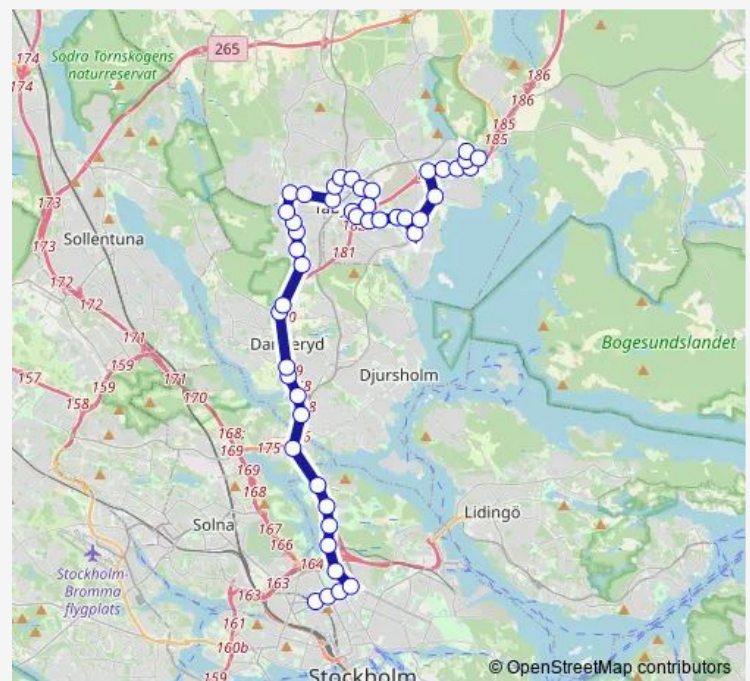 265
174
Södra Törnskogens
naturreservat
174
186
186
185
185
173
Sollentuna
173
181
172
172
Bogesundslandet
171
159
171
Djursholm
157
159
170
158
168;
169
175
169
Lidingö
168
Solna
167
166
164
Stockholm-
Bromma
flygplats
163
163
161
160b
159
Stockholm
© OpenStreetMap contributors